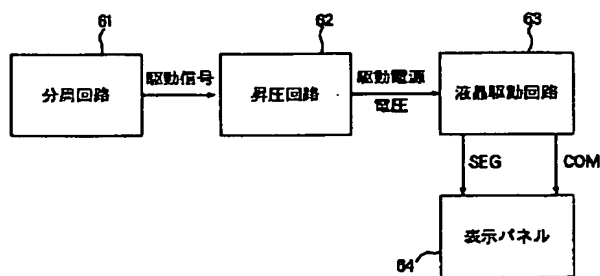 61
62
63
分周回路
駆動信号
昇圧回路
駆動電源
電圧
液晶駆動回路
SEG
COM
表示パネル
64